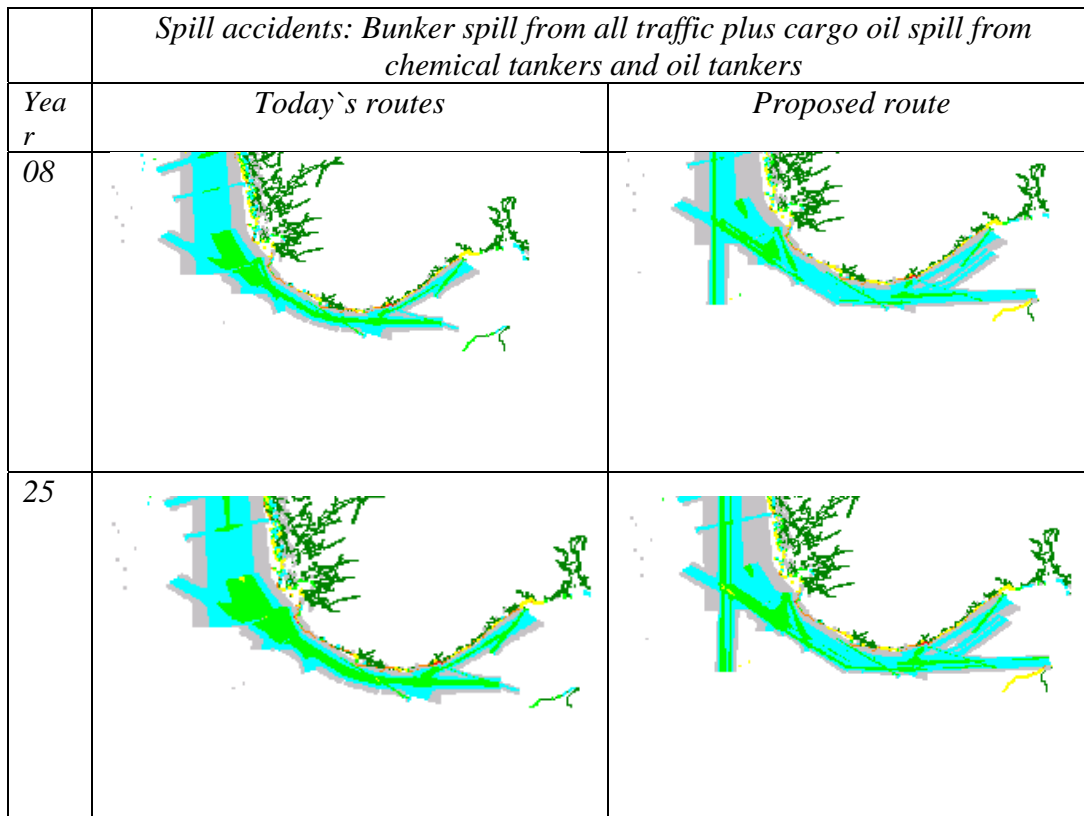 Spill accidents: Bunker spill from all traffic plus cargo oil spill from
chemical tankers and oil tankers
Yea
r
Today`s routes
Proposed route
08
25